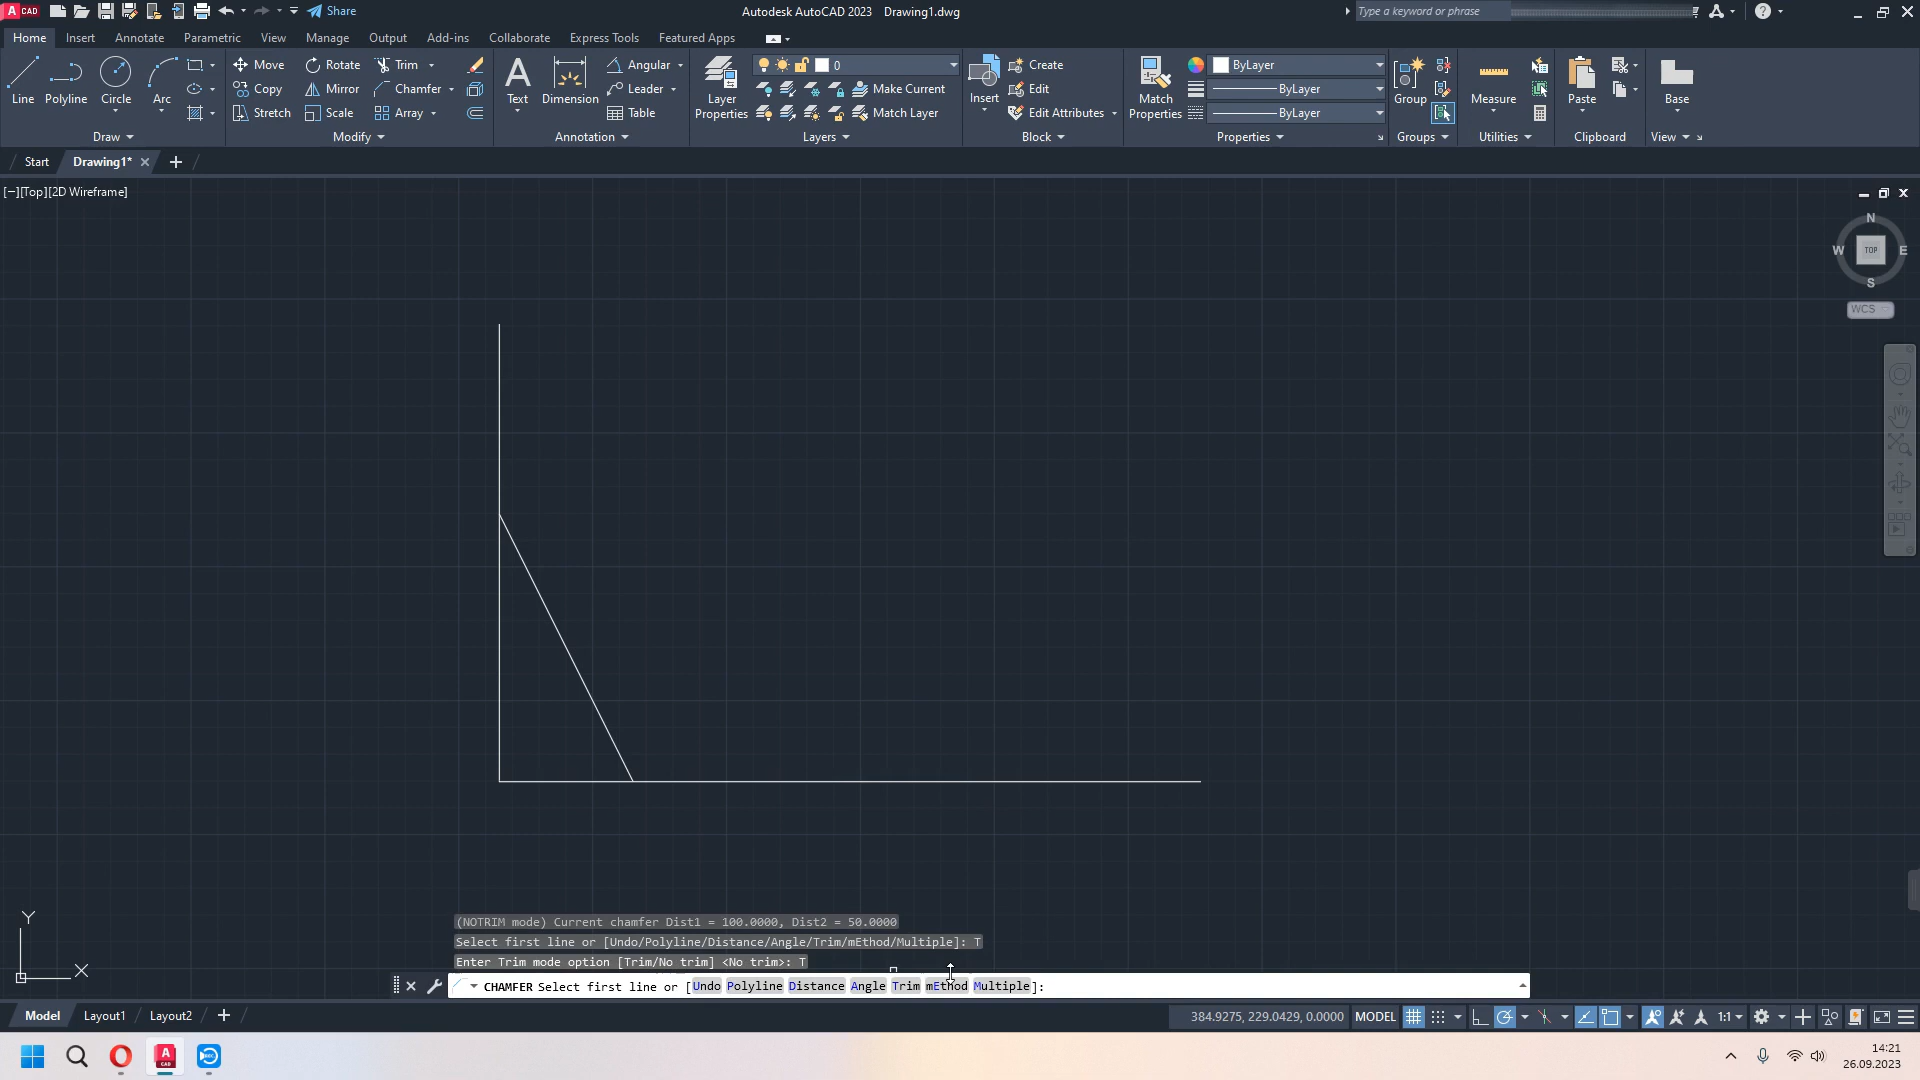 A CAD
Share
Autodesk AutoCAD 2023 Drawing1.dwg
Type a keyword or phrase
Home Insert Annotate Parametric View Manage Output Add-ins Collaborate Express Tools Featured Apps
Move Rotate Trim
Angular
0
Create
ByLayer
Copy Mirror Chamfer
Leader
Make Current
Edit
ByLayer
Line Polyline Circle Arc
Text Dimension
Layer Properties
Insert
Match Properties
Group
Measure
Paste
Base
Stretch Scale Array
Table
Match Layer
Edit Attributes
ByLayer
Draw Modify Annotation Layers Block Properties Groups Utilities Clipboard View
Start Drawing1*
[−][Top][2D Wireframe]
N
W TOP E
S
WCS
Y
X
(NOTRIM mode) Current chamfer Dist1 = 100.0000, Dist2 = 50.0000
Select first line or [Undo/Polyline/Distance/Angle/Trim/mEthod/Multiple]: T
Enter Trim mode option [Trim/No trim] <No trim>: T
CHAMFER Select first line or [Undo Polyline Distance Angle Trim mEthod Multiple]:
Model Layout1 Layout2
384.9275, 229.0429, 0.0000 MODEL
1:1
A CAD
14:21
26.09.2023